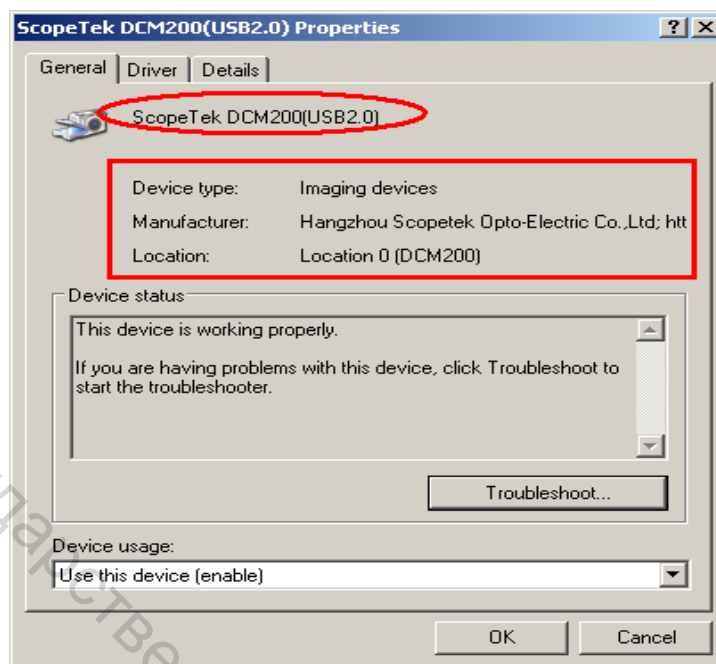 ScopeTek DCM200(USB2.0) Properties
General Driver Details
ScopeTek DCM200(USB2.0)
Device type: Imaging devices
Manufacturer: Hangzhou Scopetek Opto-Electric Co.,Ltd; htt
Location: Location 0 (DCM200)
Device status
This device is working properly.
If you are having problems with this device, click Troubleshoot to
start the troubleshooter.
Troubleshoot...
Device usage:
Use this device (enable)
OK Cancel